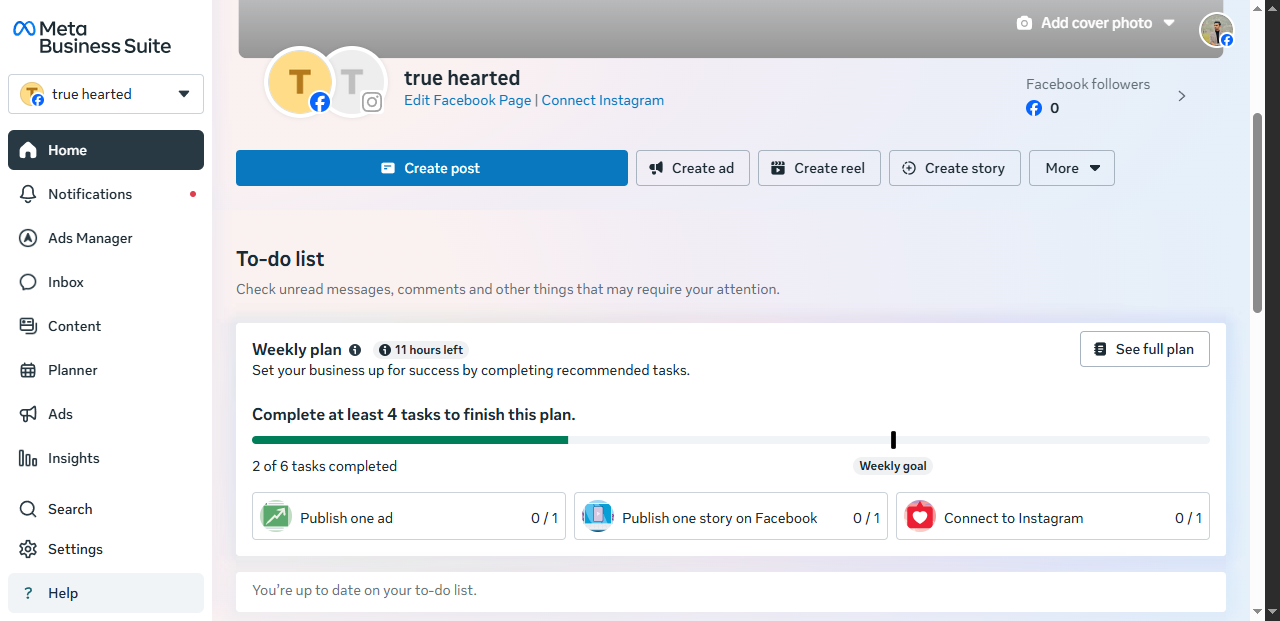 Meta
Business Suite
true hearted
Home
Notifications
Ads Manager
Inbox
Content
Planner
Ads
Insights
Search
Settings
? Help
Add cover photo
T T
true hearted
Edit Facebook Page | Connect Instagram
Facebook followers
0
Create post
Create ad
Create reel
Create story
More
To-do list
Check unread messages, comments and other things that may require your attention.
Weekly plan 11 hours left
See full plan
Set your business up for success by completing recommended tasks.
Complete at least 4 tasks to finish this plan.
2 of 6 tasks completed
Weekly goal
Publish one ad 0 / 1
Publish one story on Facebook 0 / 1
Connect to Instagram 0 / 1
You’re up to date on your to-do list.